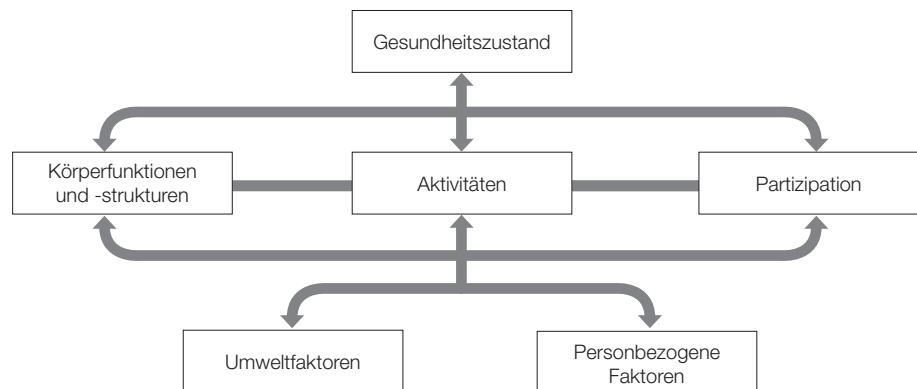 Gesundheitszustand
Körperfunktionen
und -strukturen
Aktivitäten
Partizipation
Umweltfaktoren
Personbezogene
Faktoren